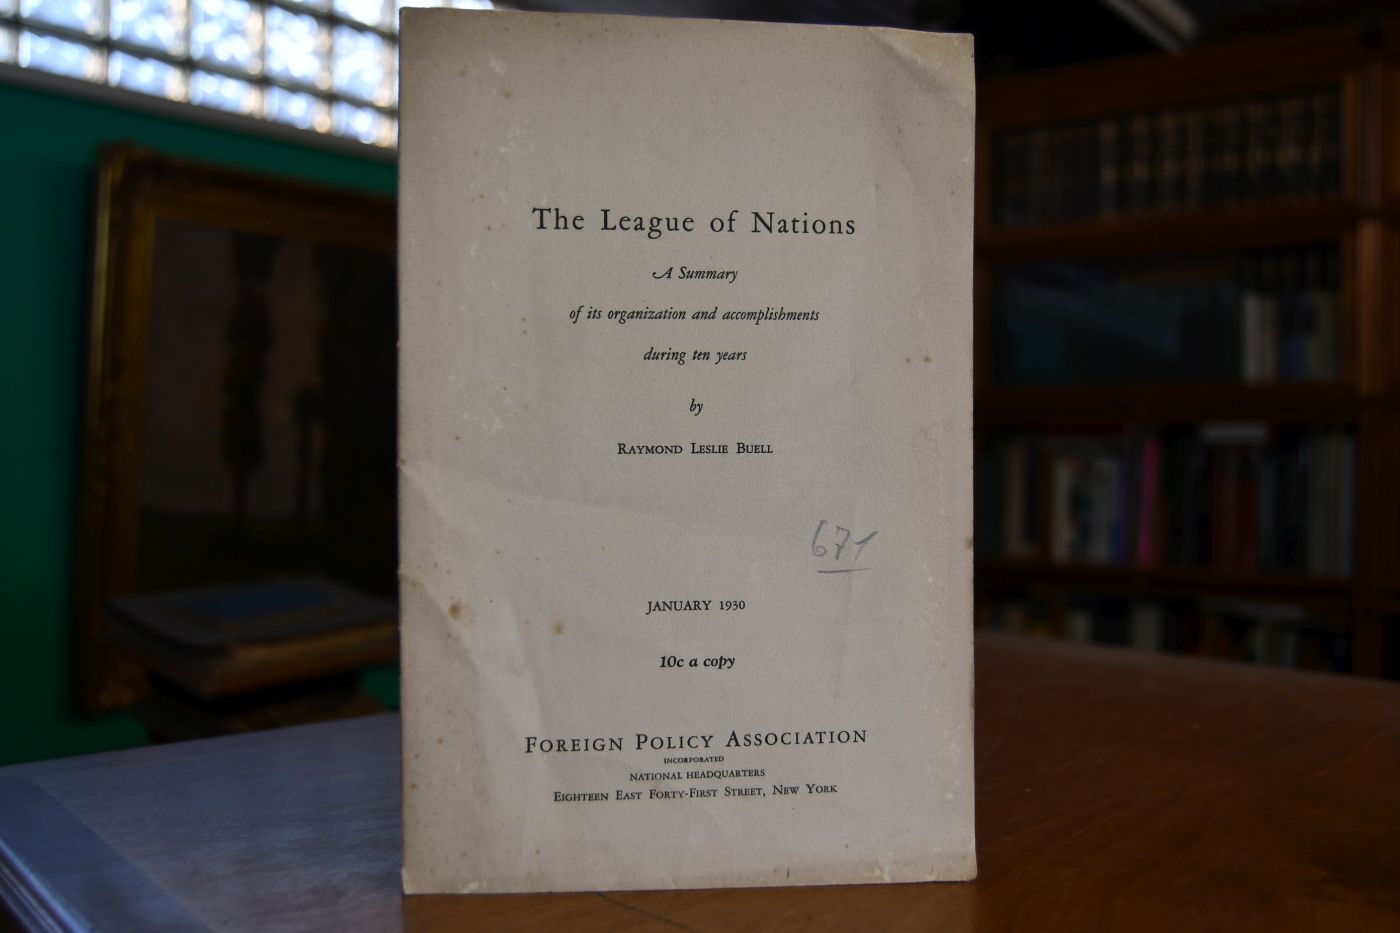 The League of Nations
A Summary
of its organization and accomplishments
during ten years
by
RAYMOND LESLIE BUELL
671
JANUARY 1930
10c a copy
FOREIGN POLICY ASSOCIATION
INCORPORATED
NATIONAL HEADQUARTERS
EIGHTEEN EAST FORTY-FIRST STREET, NEW YORK